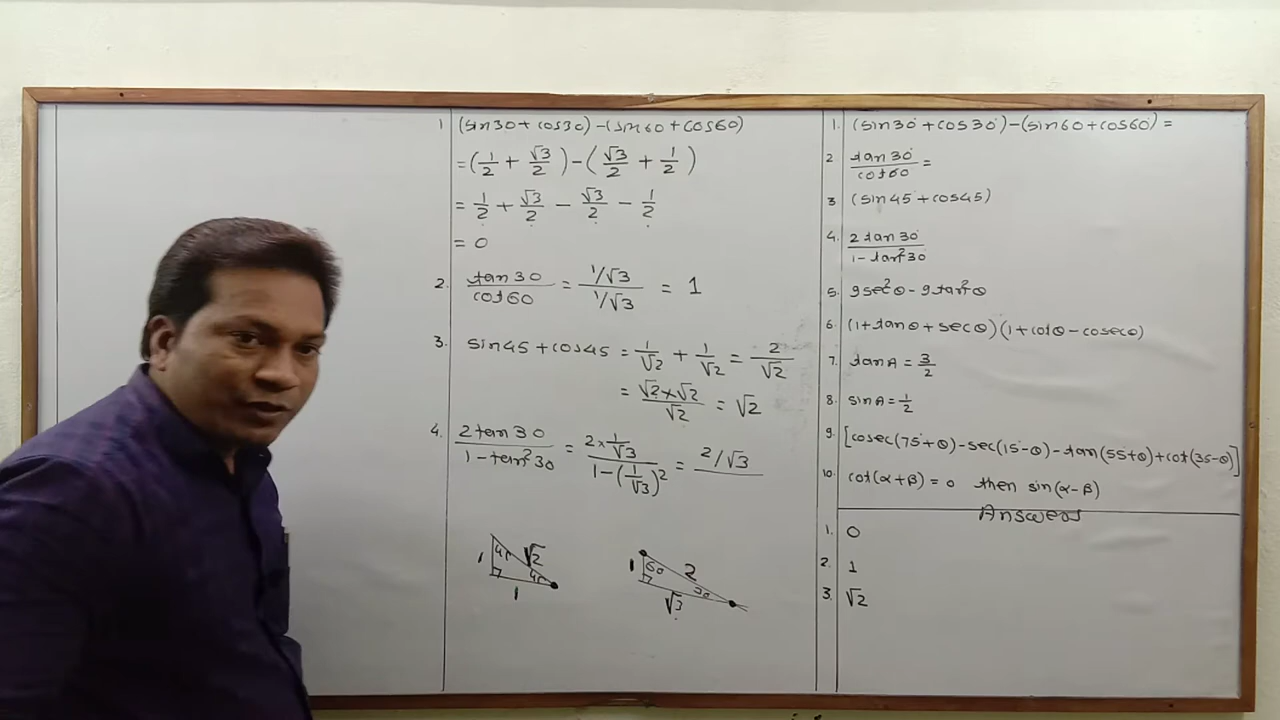 1 (sin30+cos30)-(sin60+cos60)
=(1/2 + √3/2)-(√3/2 + 1/2)
= 1/2 + √3/2 - √3/2 - 1/2
= 0
2. tan30/cot60 = 1/√3/1/√3 = 1
3. sin45+cos45 = 1/√2 + 1/√2 = 2/√2
= √2×√2/√2 = √2
4. 2tan30/1-tan²30 = 2×1/√3/1-(1/√3)² = 2/√3
1 √2 1
1 60 2 30 √3
1. (sin30°+cos30°)-(sin60+cos60°)=
2 tan30°/cot60 =
3 (sin45+cos45)
4. 2tan30°/1-tan²30
5. 9sec²θ-9tan²θ
6 (1+tanθ+secθ)(1+cotθ-cosecθ)
7. tanA=3/2
8. sinA=1/2
9. [cosec(75°+θ)-sec(15°-θ)-tan(55+θ)+cot(35-θ)]
10. cot(α+β)=0 then sin(α-β)
Answers
1. 0
2. 1
3. √2